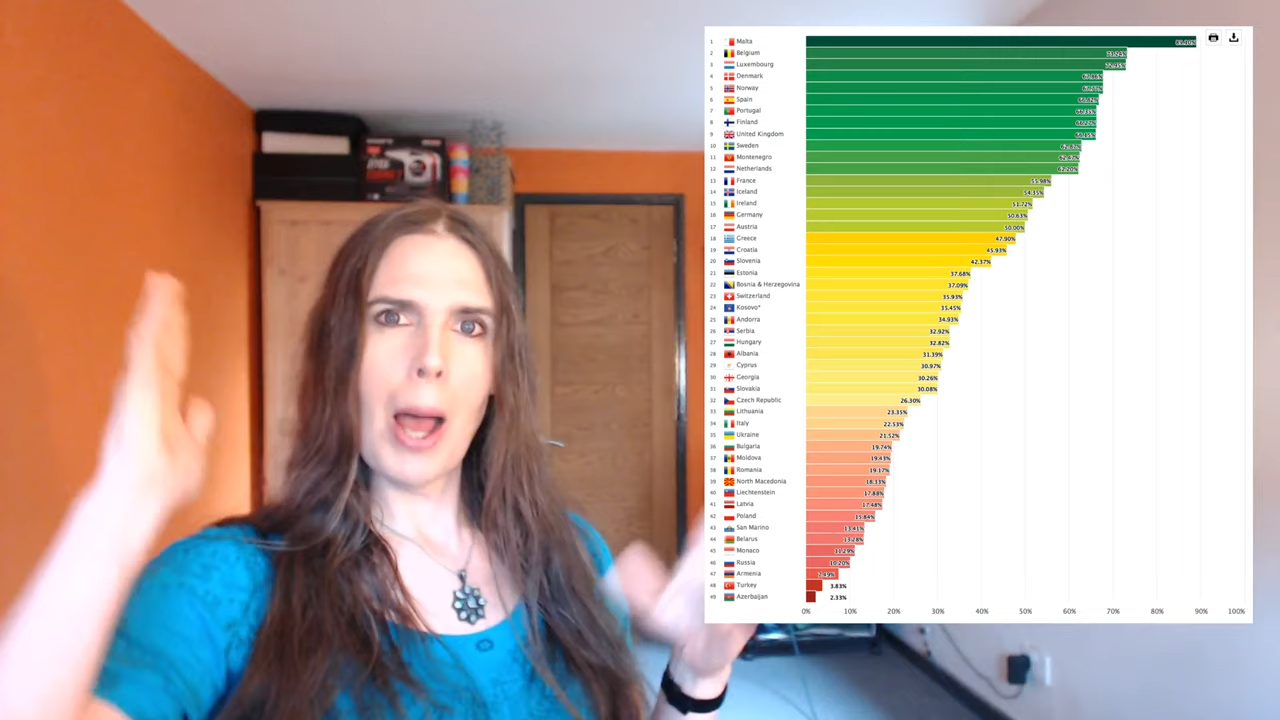 1 Malta
2 Belgium 73.24%
3 Luxembourg
4 Denmark
5 Norway
6 Spain
7 Portugal
8 Finland
9 United Kingdom
10 Sweden
11 Montenegro
12 Netherlands
13 France 55.98%
14 Iceland 54.35%
15 Ireland 51.72%
16 Germany 50.63%
17 Austria 50.00%
18 Greece 47.90%
19 Croatia 45.93%
20 Slovenia 42.37%
21 Estonia 37.68%
22 Bosnia & Herzegovina 37.09%
23 Switzerland 35.93%
24 Kosovo* 35.45%
25 Andorra 34.93%
26 Serbia 32.92%
27 Hungary 32.82%
28 Albania 31.39%
29 Cyprus 30.97%
30 Georgia 30.26%
31 Slovakia 30.08%
32 Czech Republic 26.30%
33 Lithuania 23.35%
34 Italy 22.53%
35 Ukraine 21.52%
36 Bulgaria 19.74%
37 Moldova 19.43%
38 Romania 19.17%
39 North Macedonia 18.33%
40 Liechtenstein 17.88%
41 Latvia 17.48%
42 Poland 15.84%
43 San Marino 13.41%
44 Belarus 13.28%
45 Monaco 11.29%
46 Russia 10.20%
47 Armenia 7.49%
48 Turkey 3.83%
49 Azerbaijan 2.33%
0% 10% 20% 30% 40% 50% 60% 70% 80% 90% 100%